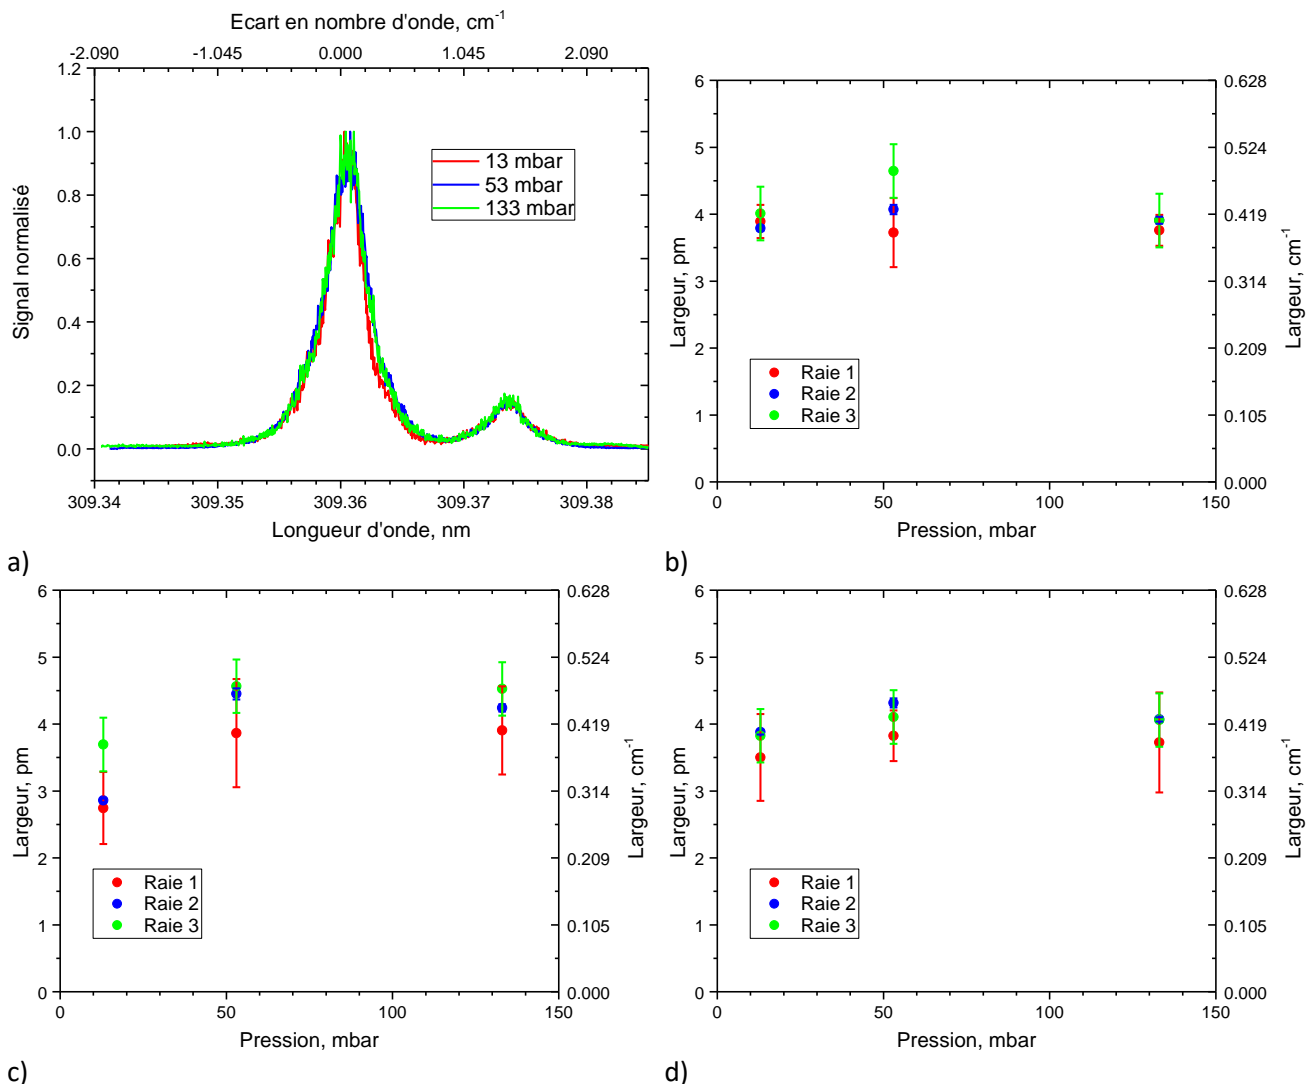 Ecart en nombre d'onde, cm-1
-2.090 -1.045 0.000 1.045 2.090
1.2
1.0
0.8
0.6
0.4
0.2
0.0
Signal normalisé
13 mbar
53 mbar
133 mbar
309.34 309.35 309.36 309.37 309.38
Longueur d'onde, nm
a)
6
5
4
3
2
1
0
Largeur, pm
0.628
0.524
0.419
0.314
0.209
0.105
0.000
Largeur, cm-1
Raie 1
Raie 2
Raie 3
0 50 100 150
Pression, mbar
b)
6
5
4
3
2
1
0
Largeur, pm
0.628
0.524
0.419
0.314
0.209
0.105
0.000
Largeur, cm-1
Raie 1
Raie 2
Raie 3
0 50 100 150
Pression, mbar
c)
6
5
4
3
2
1
0
Largeur, pm
0.628
0.524
0.419
0.314
0.209
0.105
0.000
Largeur, cm-1
Raie 1
Raie 2
Raie 3
0 50 100 150
Pression, mbar
d)